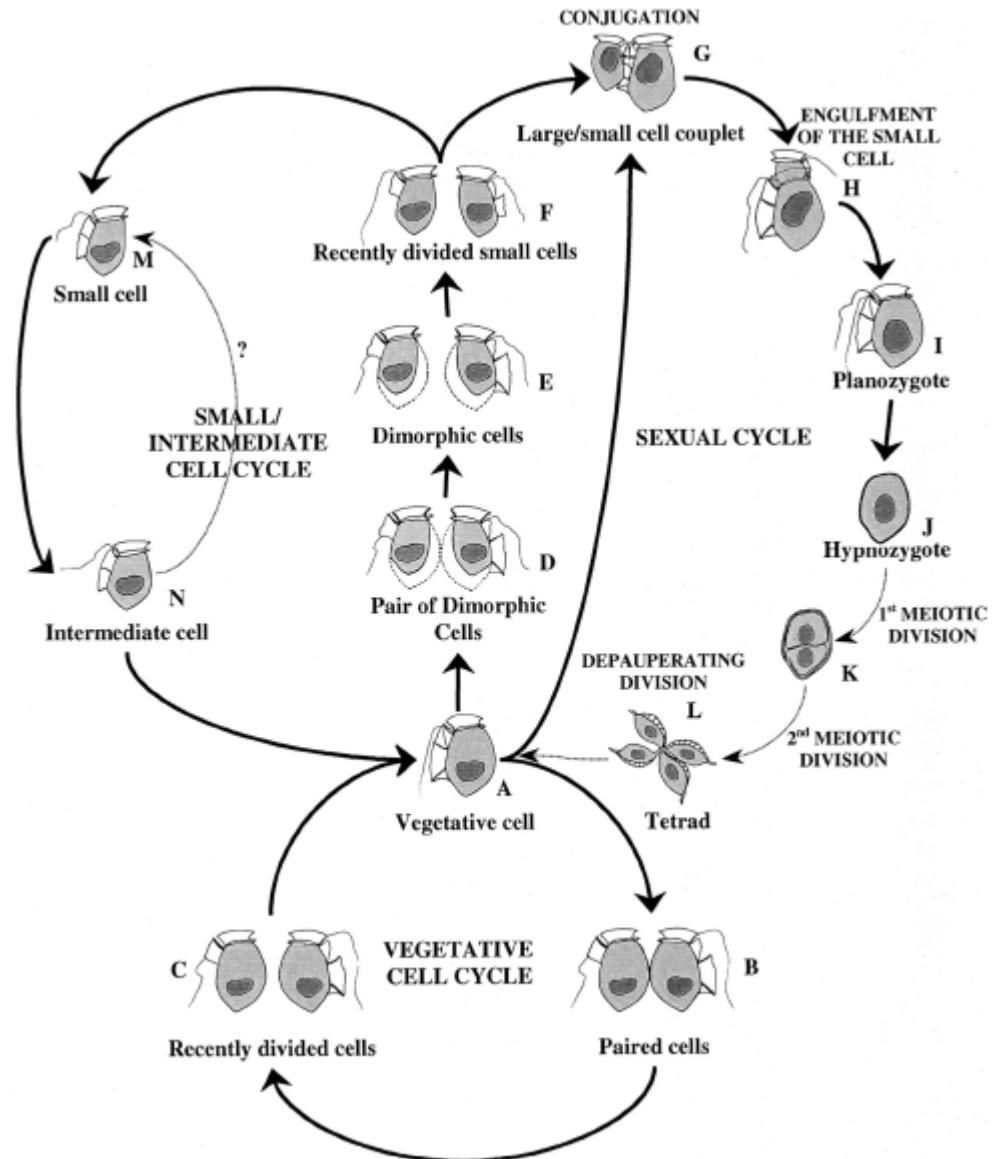 CONJUGATION
G
Large/small cell couplet
ENGULFMENT
OF THE SMALL
CELL
H
F
Recently divided small cells
M
Small cell
I
Planozygote
?
E
Dimorphic cells
SMALL/
INTERMEDIATE
CELL CYCLE
SEXUAL CYCLE
J
Hypnozygote
D
Pair of Dimorphic
Cells
N
Intermediate cell
1st MEIOTIC
DIVISION
K
DEPAUPERATING
DIVISION
L
2nd MEIOTIC
DIVISION
A
Vegetative cell
Tetrad
C
VEGETATIVE
CELL CYCLE
B
Recently divided cells
Paired cells